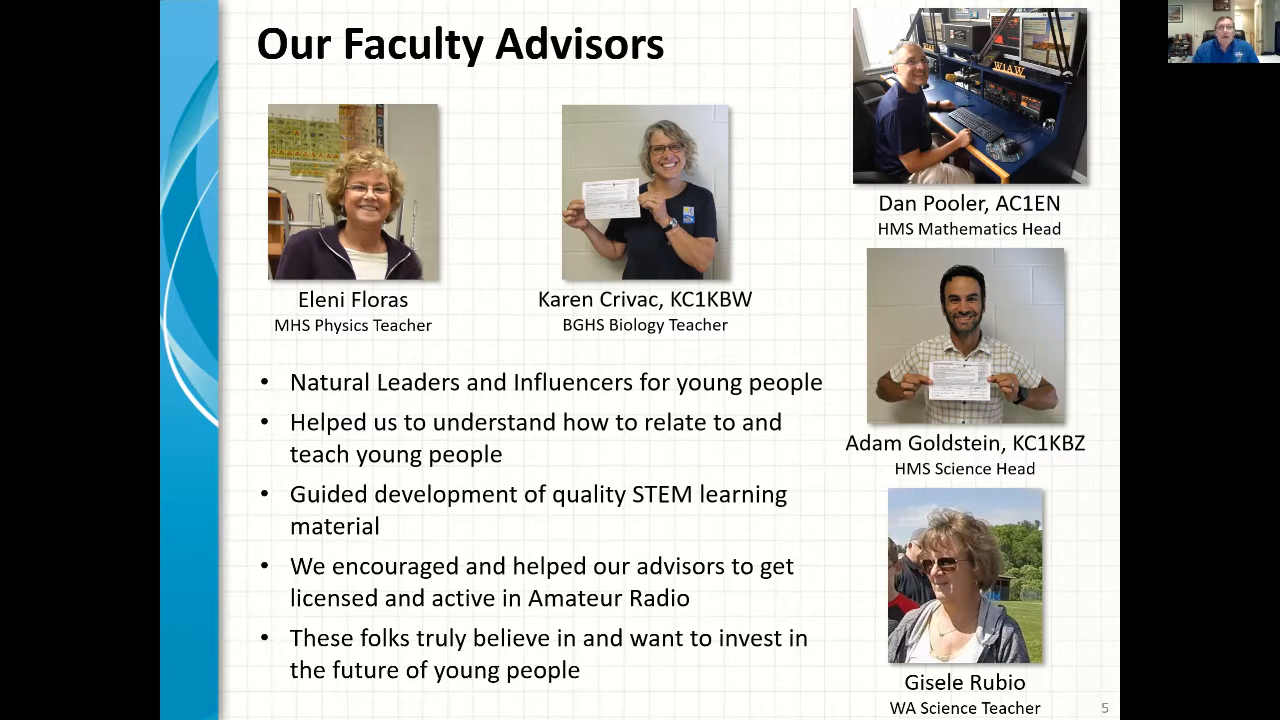 Our Faculty Advisors
W1AW
Dan Pooler, AC1EN
HMS Mathematics Head
Eleni Floras
MHS Physics Teacher
Karen Crivac, KC1KBW
BGHS Biology Teacher
• Natural Leaders and Influencers for young people
• Helped us to understand how to relate to and
teach young people
• Guided development of quality STEM learning
material
• We encouraged and helped our advisors to get
licensed and active in Amateur Radio
• These folks truly believe in and want to invest in
the future of young people
Adam Goldstein, KC1KBZ
HMS Science Head
Gisele Rubio
WA Science Teacher
5